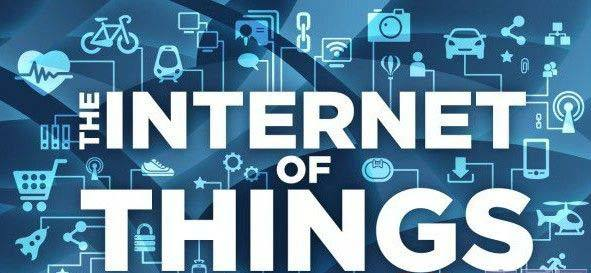 THE INTERNET
OF
THINGS